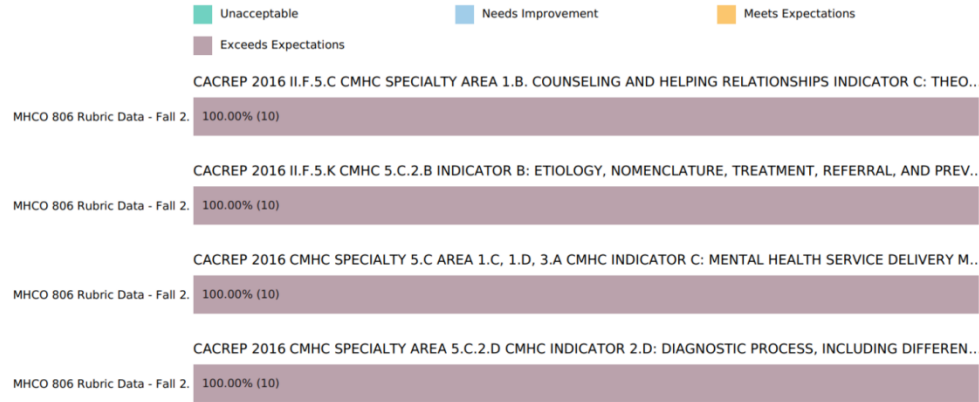 Unacceptable Needs Improvement Meets Expectations
Exceeds Expectations
CACREP 2016 II.F.5.C CMHC SPECIALTY AREA 1.B. COUNSELING AND HELPING RELATIONSHIPS INDICATOR C: THEO..
MHCO 806 Rubric Data - Fall 2. 100.00% (10)
CACREP 2016 II.F.5.K CMHC 5.C.2.B INDICATOR B: ETIOLOGY, NOMENCLATURE, TREATMENT, REFERRAL, AND PREV..
MHCO 806 Rubric Data - Fall 2. 100.00% (10)
CACREP 2016 CMHC SPECIALTY 5.C AREA 1.C, 1.D, 3.A CMHC INDICATOR C: MENTAL HEALTH SERVICE DELIVERY M..
MHCO 806 Rubric Data - Fall 2. 100.00% (10)
CACREP 2016 CMHC SPECIALTY AREA 5.C.2.D CMHC INDICATOR 2.D: DIAGNOSTIC PROCESS, INCLUDING DIFFEREN..
MHCO 806 Rubric Data - Fall 2. 100.00% (10)